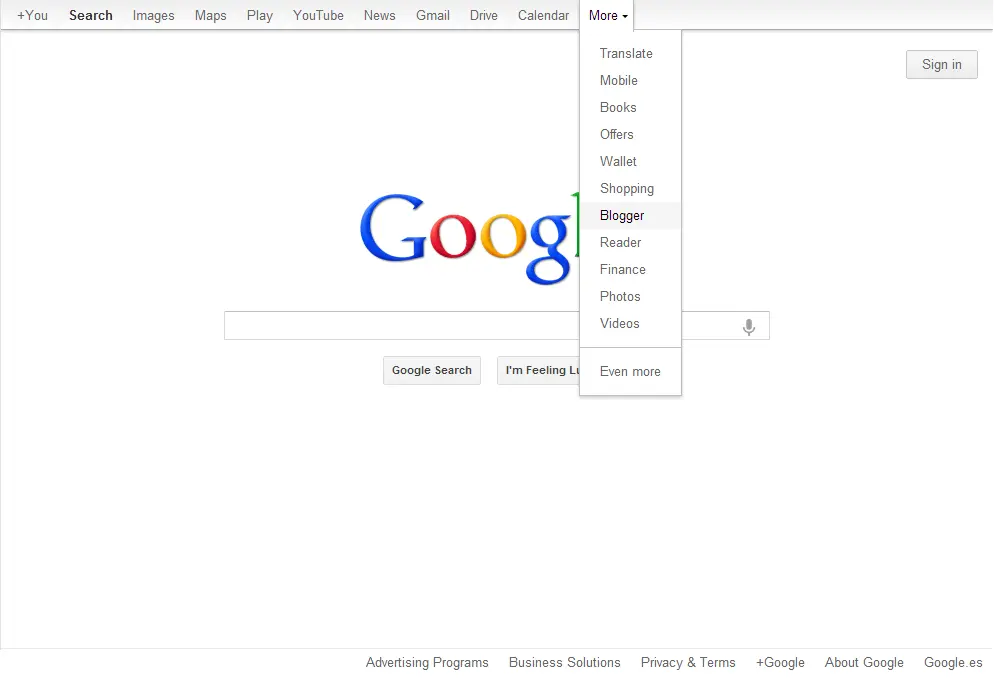 +You Search Images Maps Play YouTube News Gmail Drive Calendar More
Translate
Sign in
Mobile
Books
Offers
Wallet
Shopping
Blogger
Reader
Finance
Photos
Videos
Googl
Google Search I'm Feeling Lu
Even more
Advertising Programs Business Solutions Privacy & Terms +Google About Google Google.es